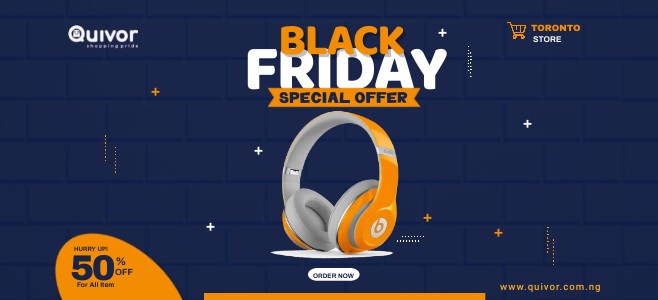 Quivor
shopping pride
BLACK
FRIDAY
SPECIAL OFFER
TORONTO
STORE
HURRY UP!
50%
OFF
For All Item
ORDER NOW
www.quivor.com.ng